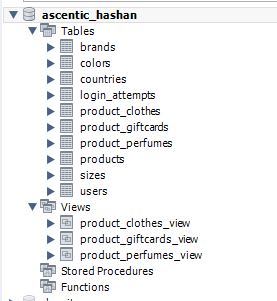 ascentic_hashan
Tables
brands
colors
countries
login_attempts
product_clothes
product_giftcards
product_perfumes
products
sizes
users
Views
product_clothes_view
product_giftcards_view
product_perfumes_view
Stored Procedures
Functions